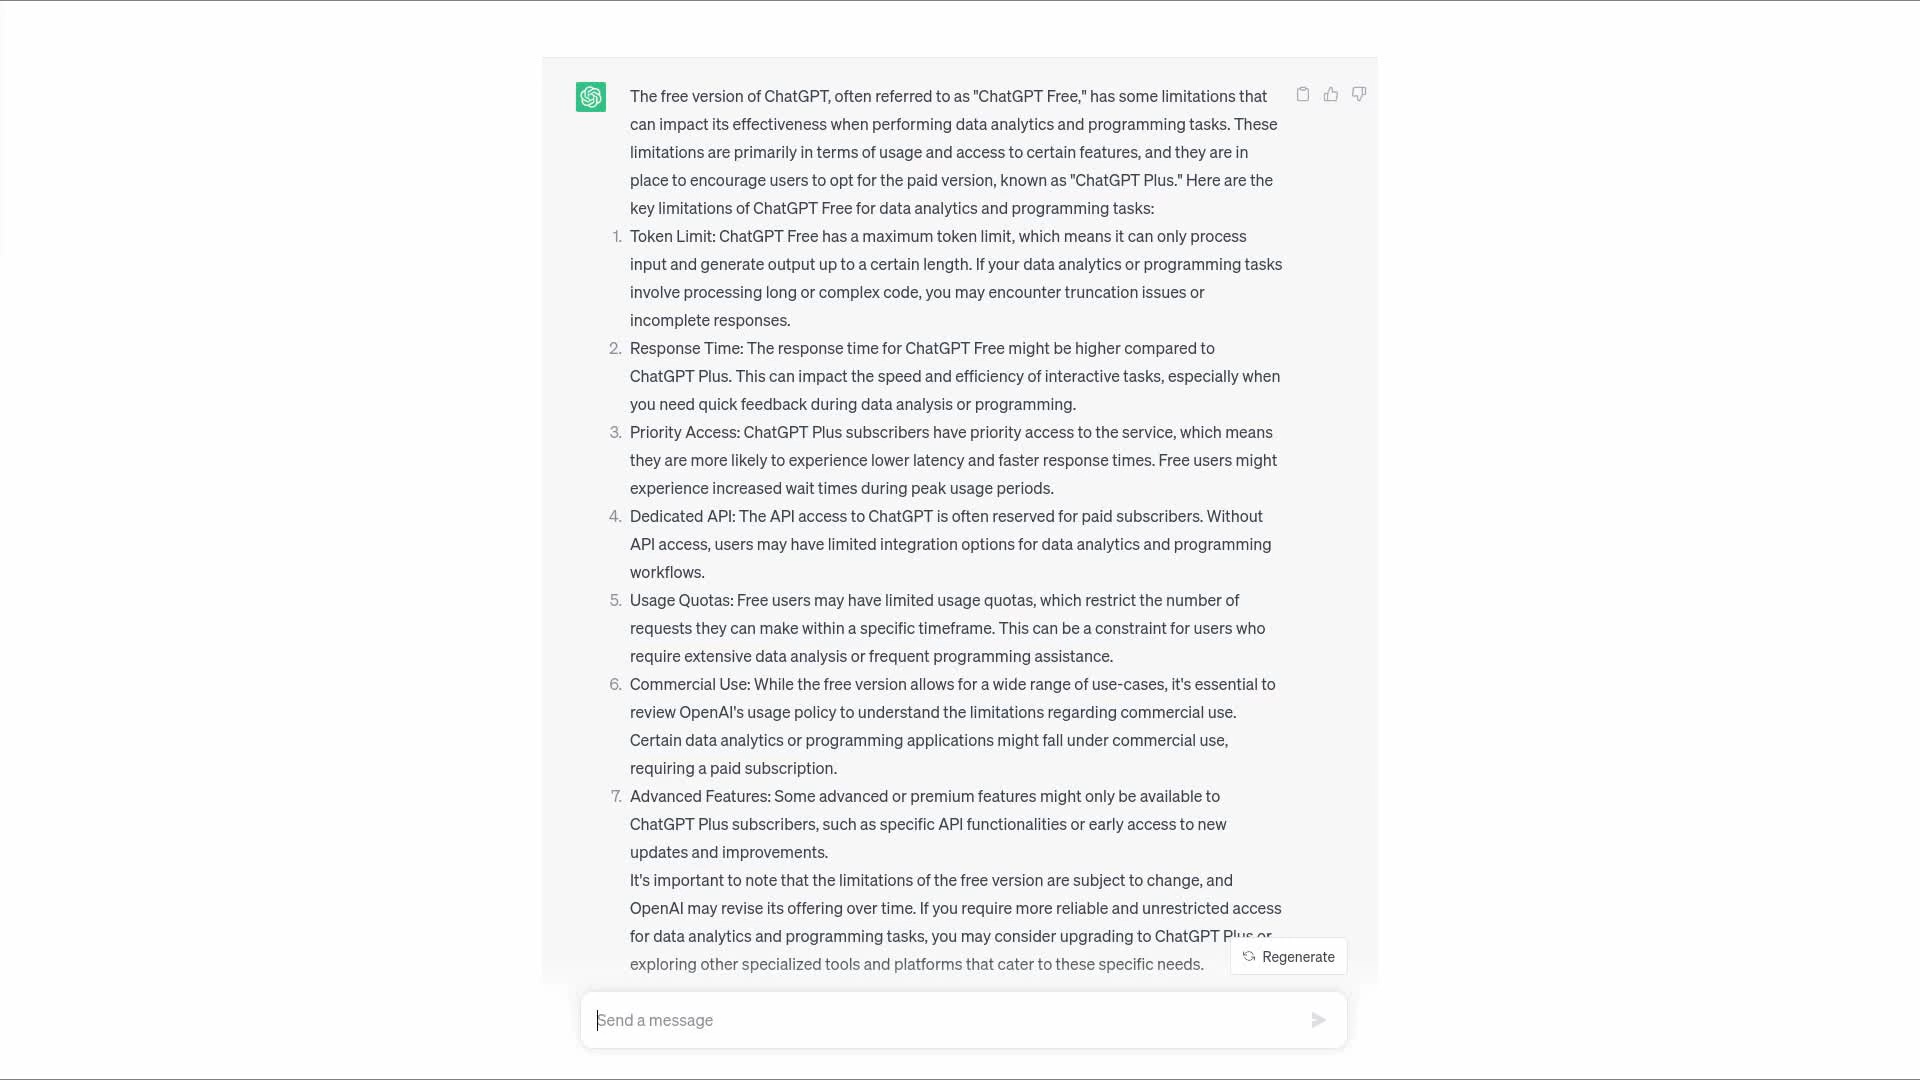 The free version of ChatGPT, often referred to as "ChatGPT Free," has some limitations that
can impact its effectiveness when performing data analytics and programming tasks. These
limitations are primarily in terms of usage and access to certain features, and they are in
place to encourage users to opt for the paid version, known as "ChatGPT Plus." Here are the
key limitations of ChatGPT Free for data analytics and programming tasks:
1. Token Limit: ChatGPT Free has a maximum token limit, which means it can only process
input and generate output up to a certain length. If your data analytics or programming tasks
involve processing long or complex code, you may encounter truncation issues or
incomplete responses.
2. Response Time: The response time for ChatGPT Free might be higher compared to
ChatGPT Plus. This can impact the speed and efficiency of interactive tasks, especially when
you need quick feedback during data analysis or programming.
3. Priority Access: ChatGPT Plus subscribers have priority access to the service, which means
they are more likely to experience lower latency and faster response times. Free users might
experience increased wait times during peak usage periods.
4. Dedicated API: The API access to ChatGPT is often reserved for paid subscribers. Without
API access, users may have limited integration options for data analytics and programming
workflows.
5. Usage Quotas: Free users may have limited usage quotas, which restrict the number of
requests they can make within a specific timeframe. This can be a constraint for users who
require extensive data analysis or frequent programming assistance.
6. Commercial Use: While the free version allows for a wide range of use-cases, it's essential to
review OpenAI's usage policy to understand the limitations regarding commercial use.
Certain data analytics or programming applications might fall under commercial use,
requiring a paid subscription.
7. Advanced Features: Some advanced or premium features might only be available to
ChatGPT Plus subscribers, such as specific API functionalities or early access to new
updates and improvements.
It's important to note that the limitations of the free version are subject to change, and
OpenAI may revise its offering over time. If you require more reliable and unrestricted access
for data analytics and programming tasks, you may consider upgrading to ChatGPT Plus or
exploring other specialized tools and platforms that cater to these specific needs.
Regenerate
Send a message